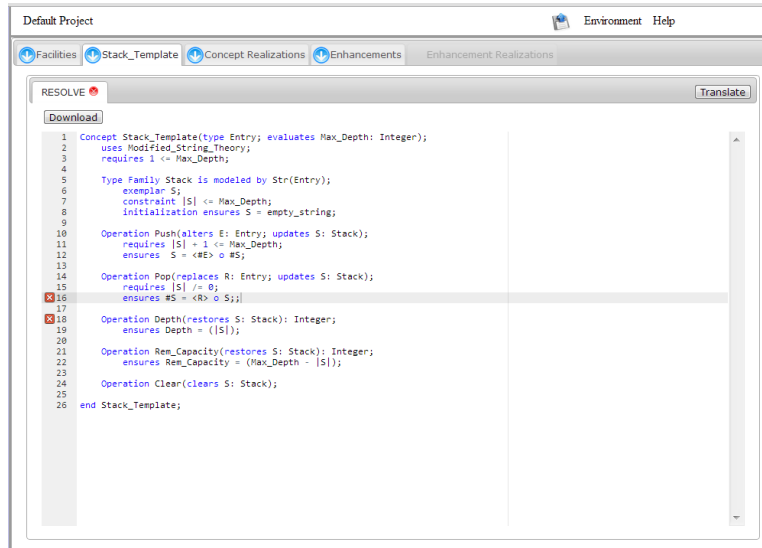 Default Project Environment Help
Facilities Stack_Template Concept Realizations Enhancements Enhancement Realizations
RESOLVE Translate
Download
1 Concept Stack_Template(type Entry; evaluates Max_Depth: Integer);
2 uses Modified_String_Theory;
3 requires 1 <= Max_Depth;
4
5 Type Family Stack is modeled by Str(Entry);
6 exemplar S;
7 constraint |S| <= Max_Depth;
8 initialization ensures S = empty_string;
9
10 Operation Push(alters E: Entry; updates S: Stack);
11 requires |S| + 1 <= Max_Depth;
12 ensures S = <#E> o #S;
13
14 Operation Pop(replaces R: Entry; updates S: Stack);
15 requires |S| /= 0;
16 ensures #S = <R> o S;;
17
18 Operation Depth(restores S: Stack): Integer;
19 ensures Depth = (|S|);
20
21 Operation Rem_Capacity(restores S: Stack): Integer;
22 ensures Rem_Capacity = (Max_Depth - |S|);
23
24 Operation Clear(clears S: Stack);
25
26 end Stack_Template;